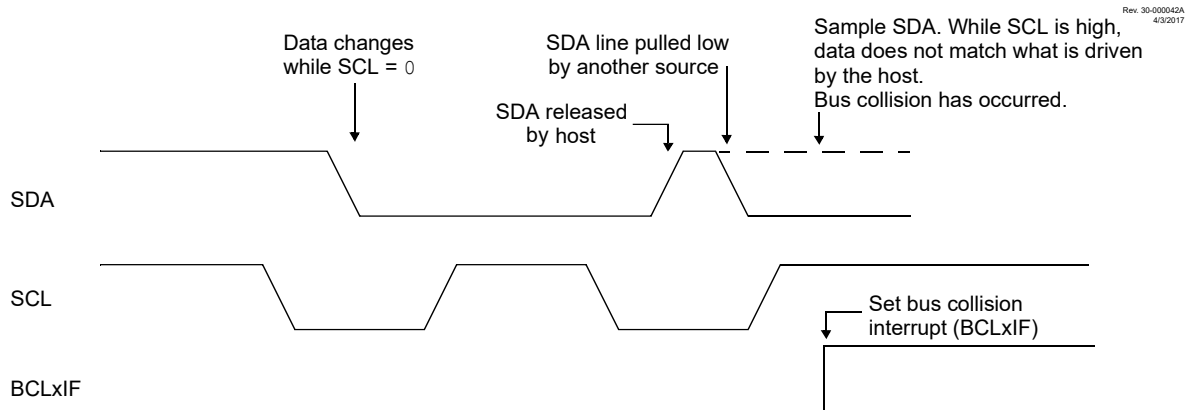 Rev. 30-000042A
4/3/2017
Data changes
while SCL = 0
SDA line pulled low
by another source
SDA released
by host
Sample SDA. While SCL is high,
data does not match what is driven
by the host.
Bus collision has occurred.
SDA
SCL
Set bus collision
interrupt (BCLxIF)
BCLxIF